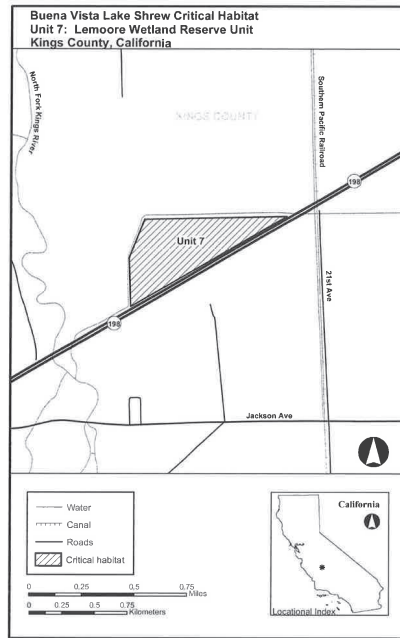 Buena Vista Lake Shrew Critical Habitat
Unit 7: Lemoore Wetland Reserve Unit
Kings County, California
North Fork Kings River
KINGS COUNTY
Southern Pacific Railroad
198
Unit 7
21st Ave
198
Jackson Ave
Water
Canal
Roads
Critical habitat
0 0.25 0.5 0.75
Miles
0 0.25 0.5 0.75
Kilometers
California
Locational Index